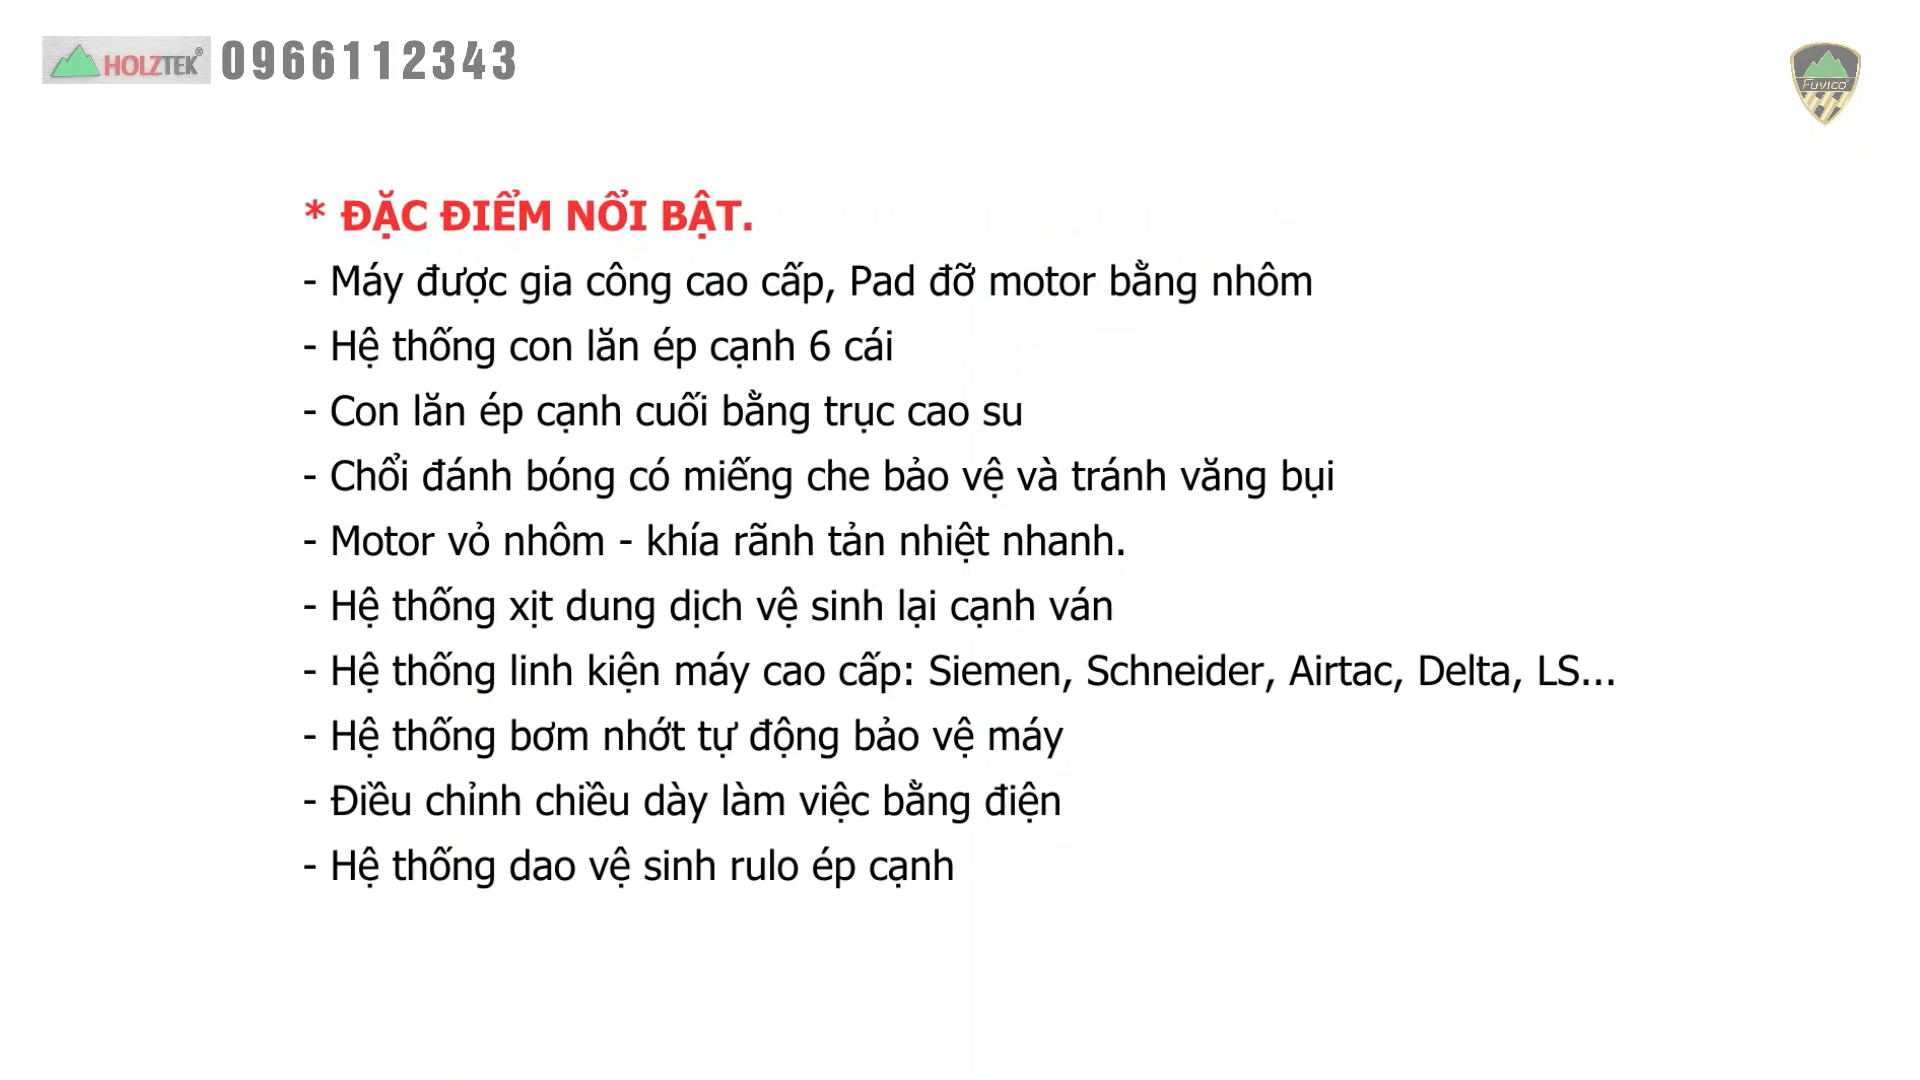 HOLZTEK® 0966112343
Fuvico
* ĐẶC ĐIỂM NỔI BẬT.
- Máy được gia công cao cấp, Pad đỡ motor bằng nhôm
- Hệ thống con lăn ép cạnh 6 cái
- Con lăn ép cạnh cuối bằng trục cao su
- Chổi đánh bóng có miếng che bảo vệ và tránh văng bụi
- Motor vỏ nhôm - khía rãnh tản nhiệt nhanh.
- Hệ thống xịt dung dịch vệ sinh lại cạnh ván
- Hệ thống linh kiện máy cao cấp: Siemen, Schneider, Airtac, Delta, LS...
- Hệ thống bơm nhớt tự động bảo vệ máy
- Điều chỉnh chiều dày làm việc bằng điện
- Hệ thống dao vệ sinh rulo ép cạnh